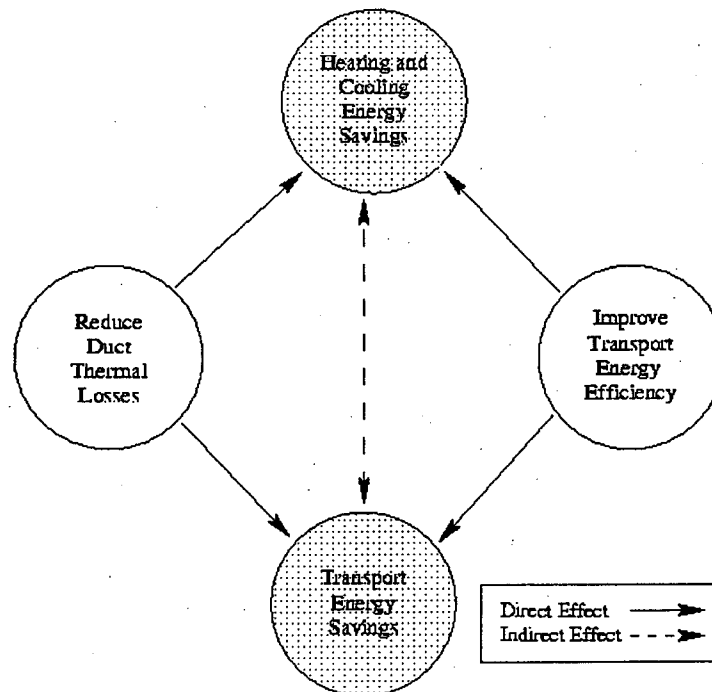 Heating and
Cooling
Energy
Savings
Reduce
Duct
Thermal
Losses
Improve
Transport
Energy
Efficiency
Transport
Energy
Savings
Direct Effect
Indirect Effect